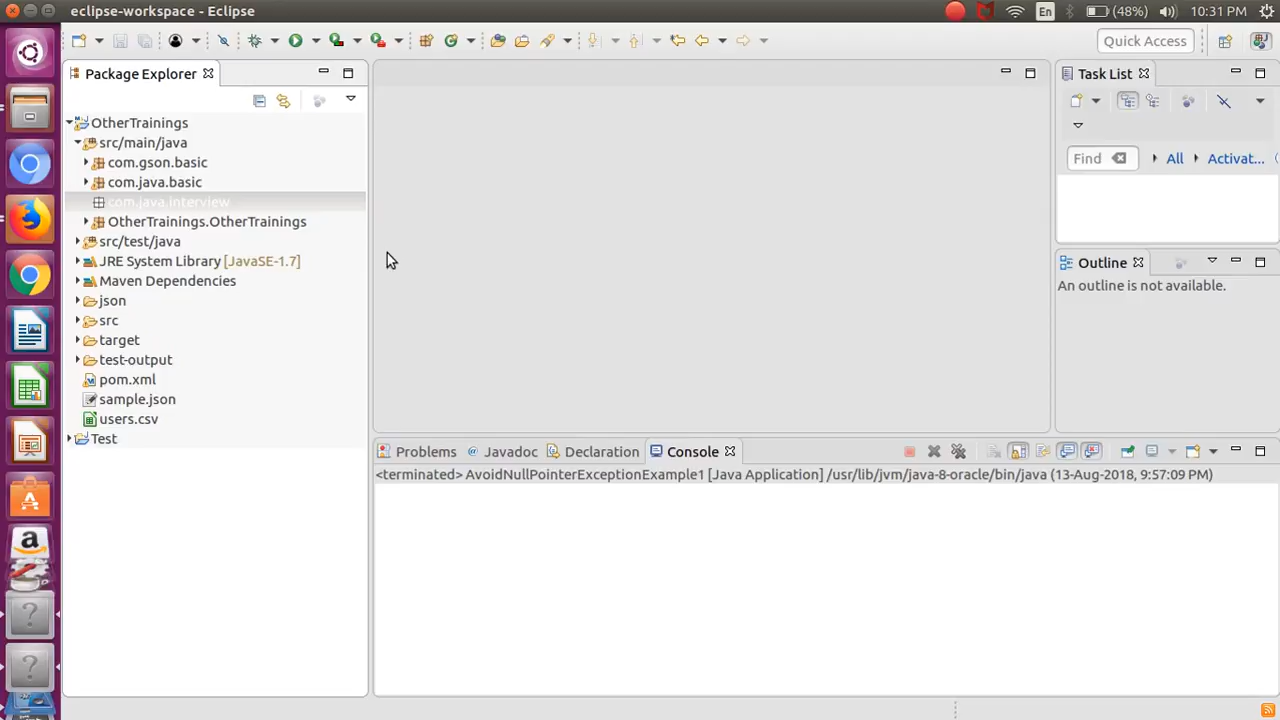 eclipse-workspace - Eclipse
En
(48%)
10:31 PM
Quick Access
Package Explorer
OtherTrainings
src/main/java
com.gson.basic
com.java.basic
com.java.interview
OtherTrainings.OtherTrainings
src/test/java
JRE System Library [JavaSE-1.7]
Maven Dependencies
json
src
target
test-output
pom.xml
sample.json
users.csv
Test
Task List
Find
All
Activat...
Outline
An outline is not available.
Problems
Javadoc
Declaration
Console
<terminated> AvoidNullPointerExceptionExample1 [Java Application] /usr/lib/jvm/java-8-oracle/bin/java (13-Aug-2018, 9:57:09 PM)